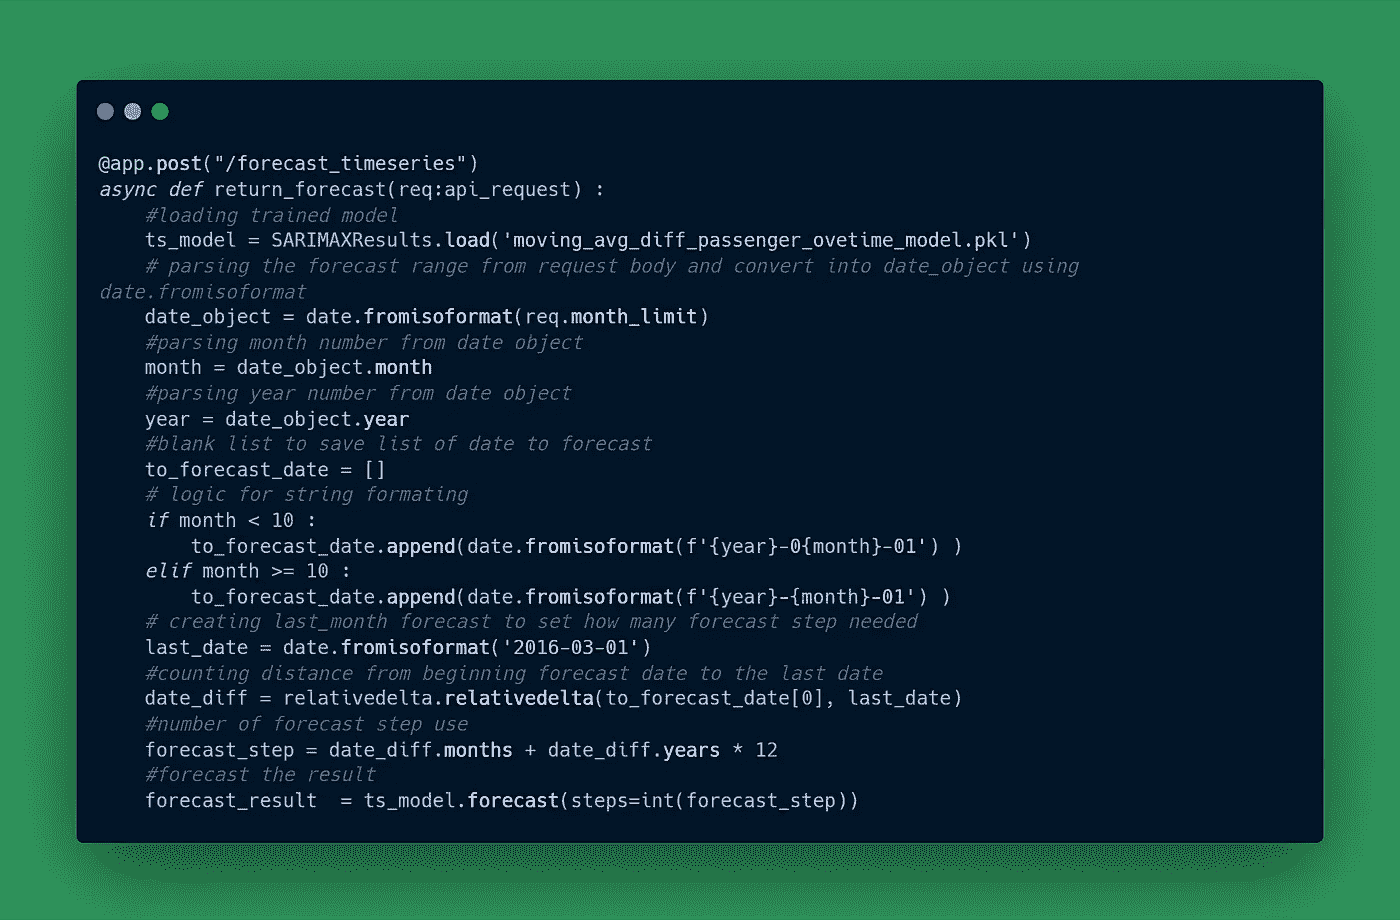 @app.post("/forecast_timeseries")
async def return_forecast(req:api_request) :
    #loading trained model
    ts_model = SARIMAXResults.load('moving_avg_diff_passenger_ovetime_model.pkl')
    # parsing the forecast range from request body and convert into date_object using
date.fromisoformat
    date_object = date.fromisoformat(req.month_limit)
    #parsing month number from date object
    month = date_object.month
    #parsing year number from date object
    year = date_object.year
    #blank list to save list of date to forecast
    to_forecast_date = []
    # logic for string formating
    if month < 10 :
        to_forecast_date.append(date.fromisoformat(f'{year}-0{month}-01') )
    elif month >= 10 :
        to_forecast_date.append(date.fromisoformat(f'{year}-{month}-01') )
    # creating last_month forecast to set how many forecast step needed
    last_date = date.fromisoformat('2016-03-01')
    #counting distance from beginning forecast date to the last date
    date_diff = relativedelta.relativedelta(to_forecast_date[0], last_date)
    #number of forecast step use
    forecast_step = date_diff.months + date_diff.years * 12
    #forecast the result
    forecast_result  = ts_model.forecast(steps=int(forecast_step))